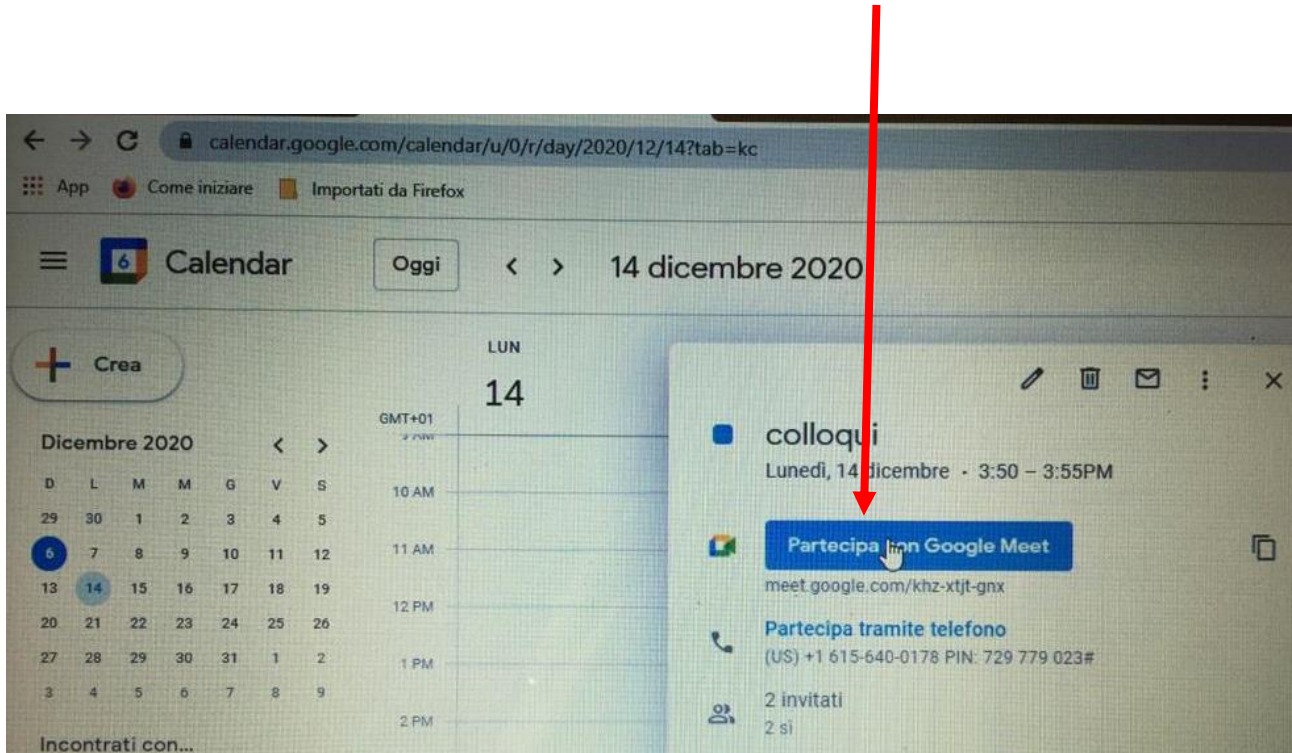 calendar.google.com/calendar/u/0/r/day/2020/12/14?tab=kc
App Come iniziare Importati da Firefox
6 Calendar Oggi < > 14 dicembre 2020
Crea
LUN
14
GMT+01
10 AM
11 AM
12 PM
1 PM
2 PM
Dicembre 2020 < >
D L M M G V S
29 30 1 2 3 4 5
6 7 8 9 10 11 12
13 14 15 16 17 18 19
20 21 22 23 24 25 26
27 28 29 30 31 1 2
3 4 5 6 7 8 9
Incontrati con...
colloqui
Lunedì, 14 dicembre · 3:50 – 3:55PM
Partecipa con Google Meet
meet.google.com/khz-xtjt-gnx
Partecipa tramite telefono
(US) +1 615-640-0178 PIN: 729 779 023#
2 invitati
2 sì